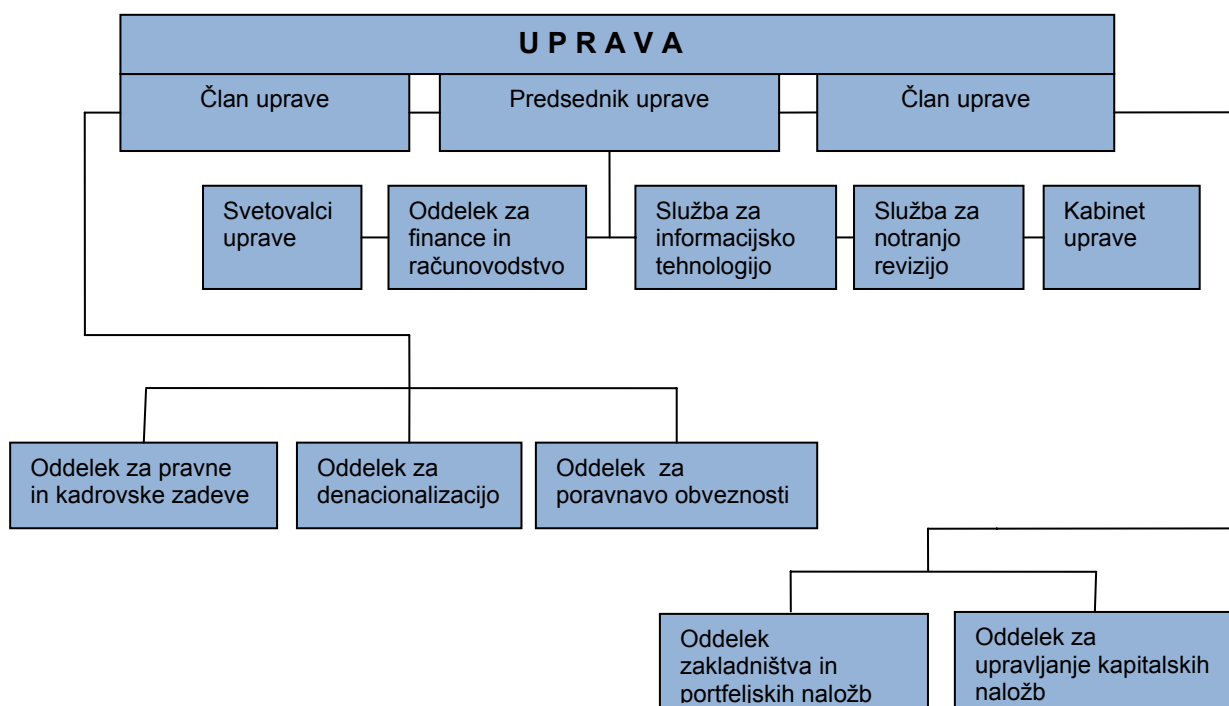 U P R A V A
Član uprave
Predsednik uprave
Član uprave
Svetovalci
uprave
Oddelek za
finance in
računovodstvo
Služba za
informacijsko
tehnologijo
Služba za
notranjo
revizijo
Kabinet
uprave
Oddelek za pravne
in kadrovske zadeve
Oddelek za
denacionalizacijo
Oddelek za
poravnavo obveznosti
Oddelek
zakladništva in
portfeljskih naložb
Oddelek za
upravljanje kapitalskih
naložb